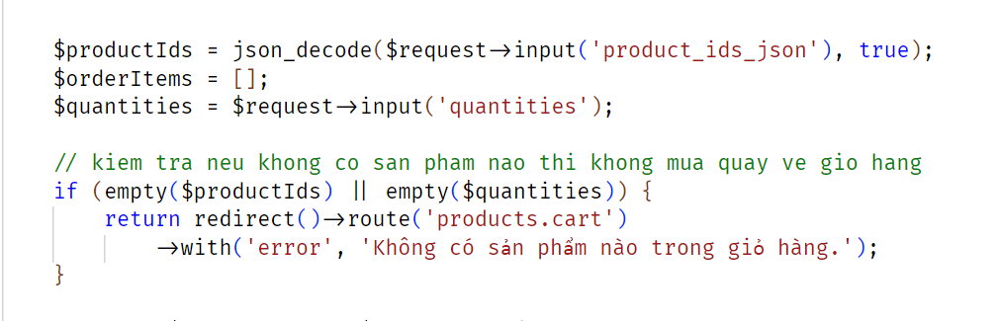 $productIds = json_decode($request->input('product_ids_json'), true);
$orderItems = [];
$quantities = $request->input('quantities');
// kiem tra neu khong co san pham nao thi khong mua quay ve gio hang
if (empty($productIds) || empty($quantities)) {
return redirect()->route('products.cart')
->with('error', 'Không có sản phẩm nào trong giỏ hàng.');
}